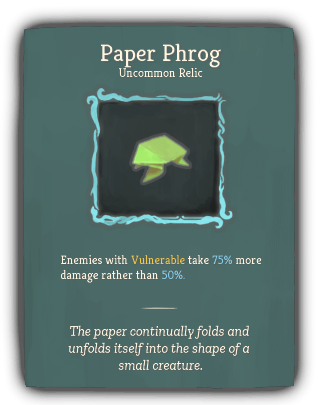 Paper Phrog
Uncommon Relic
Enemies with Vulnerable take 75% more
damage rather than 50%.
The paper continually folds and
unfolds itself into the shape of a
small creature.